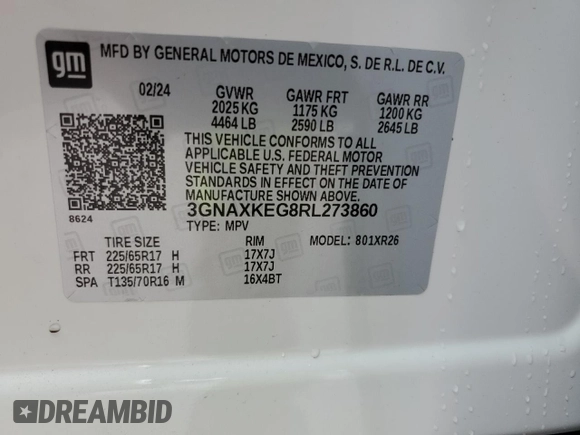 gm
MFD BY GENERAL MOTORS DE MEXICO, S. DE R.L. DE C.V.
02/24 GVWR GAWR FRT GAWR RR
2025 KG 1175 KG 1200 KG
4464 LB 2590 LB 2645 LB
THIS VEHICLE CONFORMS TO ALL
APPLICABLE U.S. FEDERAL MOTOR
VEHICLE SAFETY AND THEFT PREVENTION
STANDARDS IN EFFECT ON THE DATE OF
MANUFACTURE SHOWN ABOVE.
8624 3GNAXKEG8RL273860
TYPE: MPV MODEL: 801XR26
TIRE SIZE RIM
FRT 225/65R17 H 17X7J
RR 225/65R17 H 17X7J
SPA T135/70R16 M 16X4BT
DREAMBID